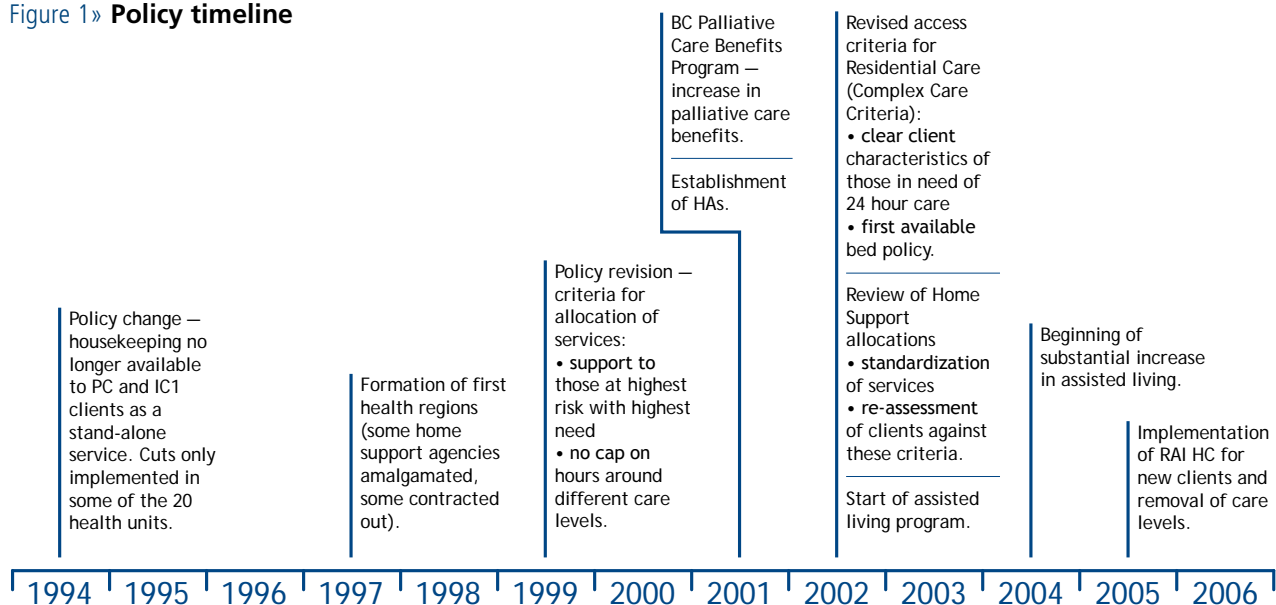 Figure 1» Policy timeline
Policy change —
housekeeping no
longer available
to PC and IC1
clients as a
stand-alone
service. Cuts only
implemented in
some of the 20
health units.
Formation of first
health regions
(some home
support agencies
amalgamated,
some contracted
out).
Policy revision —
criteria for
allocation of
services:
• support to
those at highest
risk with highest
need
• no cap on
hours around
different care
levels.
BC Palliative
Care Benefits
Program —
increase in
palliative care
benefits.
Establishment
of HAs.
Revised access
criteria for
Residential Care
(Complex Care
Criteria):
• clear client
characteristics of
those in need of
24 hour care
• first available
bed policy.
Review of Home
Support
allocations
• standardization
of services
• re-assessment
of clients against
these criteria.
Start of assisted
living program.
Beginning of
substantial increase
in assisted living.
Implementation
of RAI HC for
new clients and
removal of care
levels.
1994 1995 1996 1997 1998 1999 2000 2001 2002 2003 2004 2005 2006